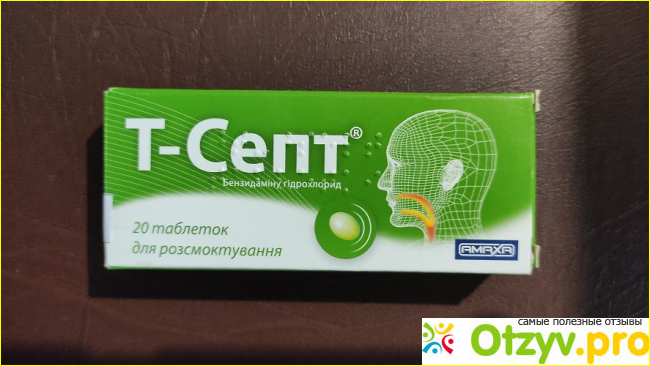 Т-Септ®
Бензидаміну гідрохлорид
20 таблеток
для розсмоктування
AMAXA
самые полезные отзывы
Otzyv.pro